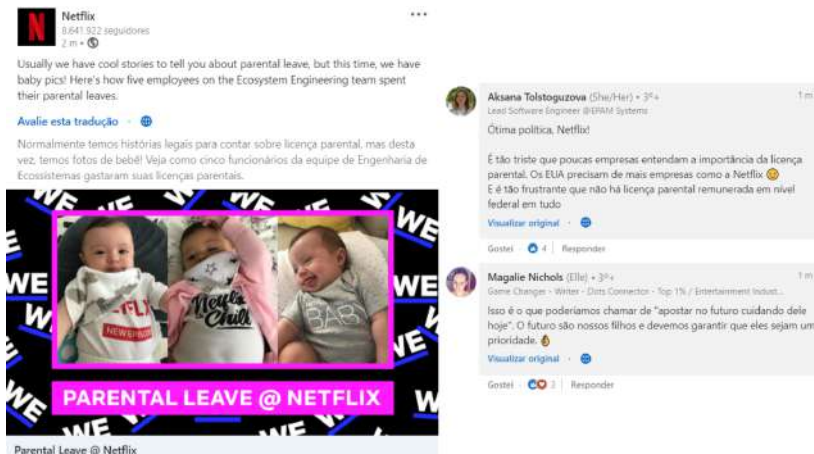 Netflix
8.641.922 seguidores
2 m •
Usually we have cool stories to tell you about parental leave, but this time, we have
baby pics! Here's how five employees on the Ecosystem Engineering team spent
their parental leaves.
Avalie esta tradução
Normalmente temos histórias legais para contar sobre licença parental, mas desta
vez, temos fotos de bebê! Veja como cinco funcionários da equipe de Engenharia de
Ecossistemas gastaram suas licenças parentais.
WE WE WE WE
WE WE
PARENTAL LEAVE @ NETFLIX
Parental Leave @ Netflix
Aksana Tolstoguzova (She/Her) • 3º+
1 m
Lead Software Engineer @EPAM Systems
Ótima política, Netflix!
É tão triste que poucas empresas entendam a importância da licença
parental. Os EUA precisam de mais empresas como a Netflix
E é tão frustrante que não há licença parental remunerada em nível
federal em tudo
Visualizar original
Gostei · 4 | Responder
Magalie Nichols (Elle) • 3º+
1 m
Game Changer - Writer - Dots Connector - Top 1% / Entertainment Indust...
Isso é o que poderíamos chamar de "apostar no futuro cuidando dele
hoje". O futuro são nossos filhos e devemos garantir que eles sejam um
prioridade.
Visualizar original
Gostei · 3 | Responder